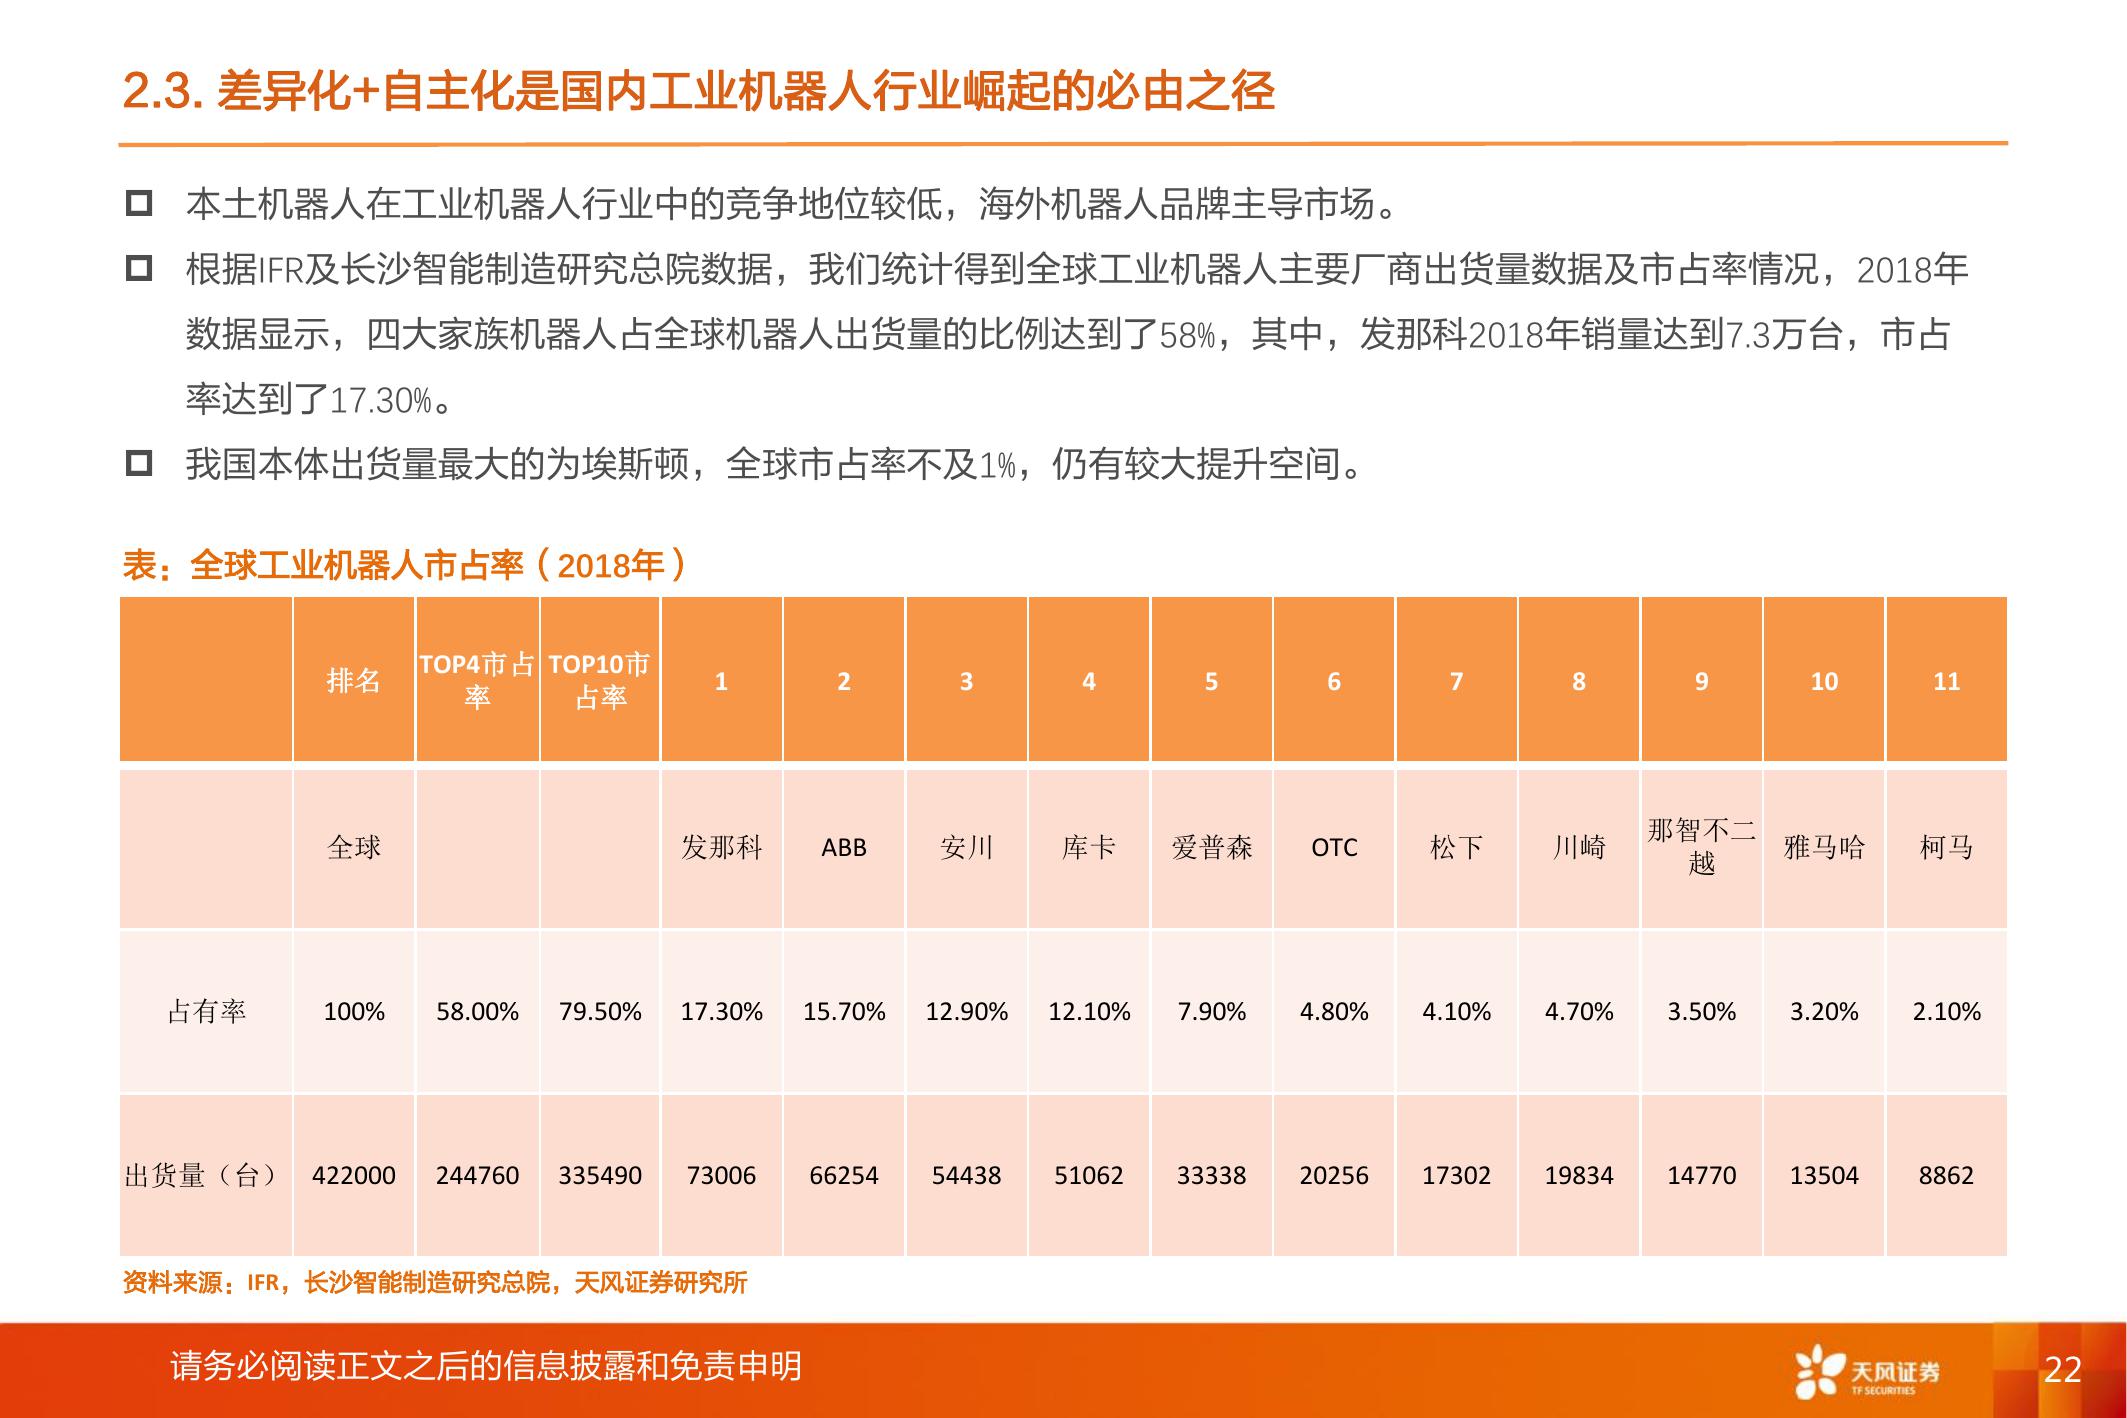 2.3. 差异化+自主化是国内工业机器人行业崛起的必由之径
本土机器人在工业机器人行业中的竞争地位较低，海外机器人品牌主导市场。
根据IFR及长沙智能制造研究总院数据，我们统计得到全球工业机器人主要厂商出货量数据及市占率情况，2018年
数据显示，四大家族机器人占全球机器人出货量的比例达到了58%，其中，发那科2018年销量达到7.3万台，市占
率达到了17.30%。
我国本体出货量最大的为埃斯顿，全球市占率不及1%，仍有较大提升空间。
表：全球工业机器人市占率（2018年）
排名 TOP4市占率 TOP10市占率 1 2 3 4 5 6 7 8 9 10 11
全球 发那科 ABB 安川 库卡 爱普森 OTC 松下 川崎 那智不二越 雅马哈 柯马
占有率 100% 58.00% 79.50% 17.30% 15.70% 12.90% 12.10% 7.90% 4.80% 4.10% 4.70% 3.50% 3.20% 2.10%
出货量（台） 422000 244760 335490 73006 66254 54438 51062 33338 20256 17302 19834 14770 13504 8862
资料来源：IFR，长沙智能制造研究总院，天风证券研究所
请务必阅读正文之后的信息披露和免责申明
天风证券
TF SECURITIES
22